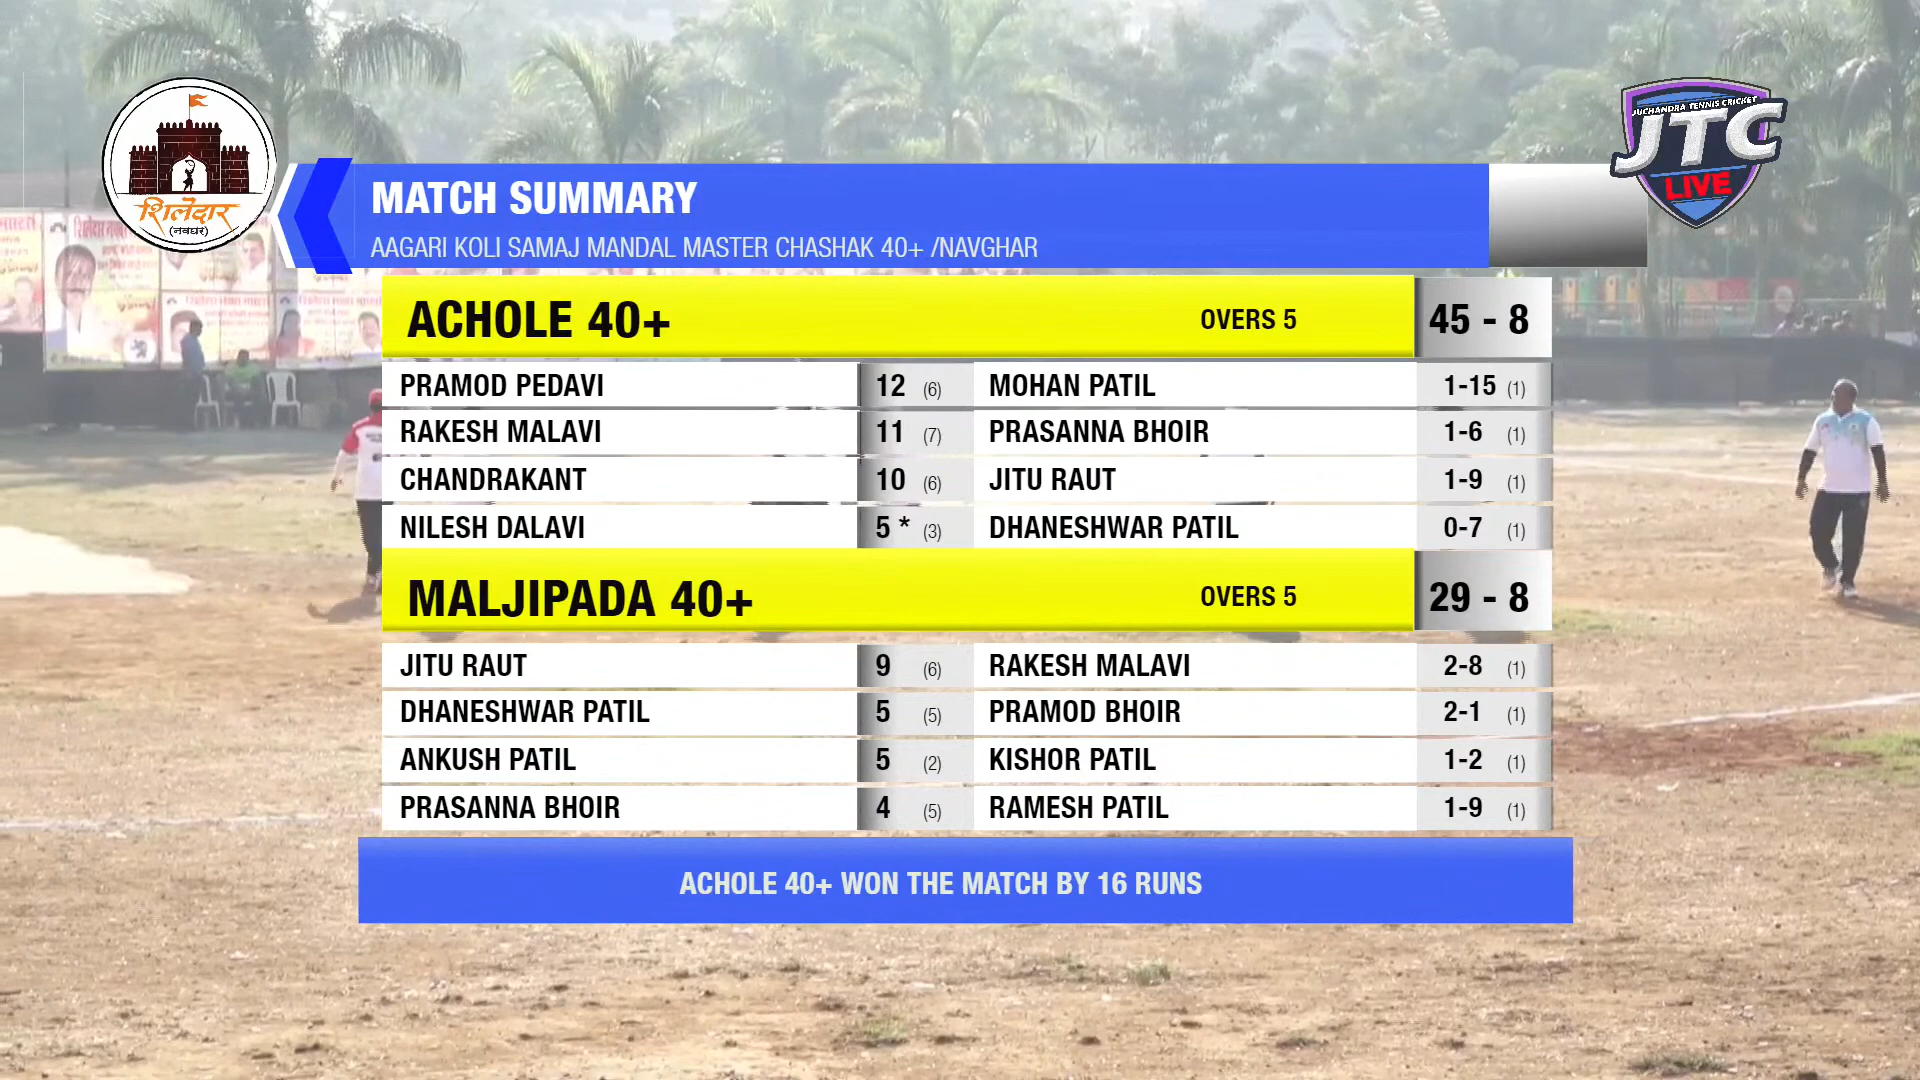 शिलेदार
(नवघर)
JUCHANDRA TENNIS CRICKET
JTC
LIVE
MATCH SUMMARY
AAGARI KOLI SAMAJ MANDAL MASTER CHASHAK 40+ /NAVGHAR
ACHOLE 40+ OVERS 5 45 - 8
PRAMOD PEDAVI 12 (6) MOHAN PATIL 1-15 (1)
RAKESH MALAVI 11 (7) PRASANNA BHOIR 1-6 (1)
CHANDRAKANT 10 (6) JITU RAUT 1-9 (1)
NILESH DALAVI 5 * (3) DHANESHWAR PATIL 0-7 (1)
MALJIPADA 40+ OVERS 5 29 - 8
JITU RAUT 9 (6) RAKESH MALAVI 2-8 (1)
DHANESHWAR PATIL 5 (5) PRAMOD BHOIR 2-1 (1)
ANKUSH PATIL 5 (2) KISHOR PATIL 1-2 (1)
PRASANNA BHOIR 4 (5) RAMESH PATIL 1-9 (1)
ACHOLE 40+ WON THE MATCH BY 16 RUNS